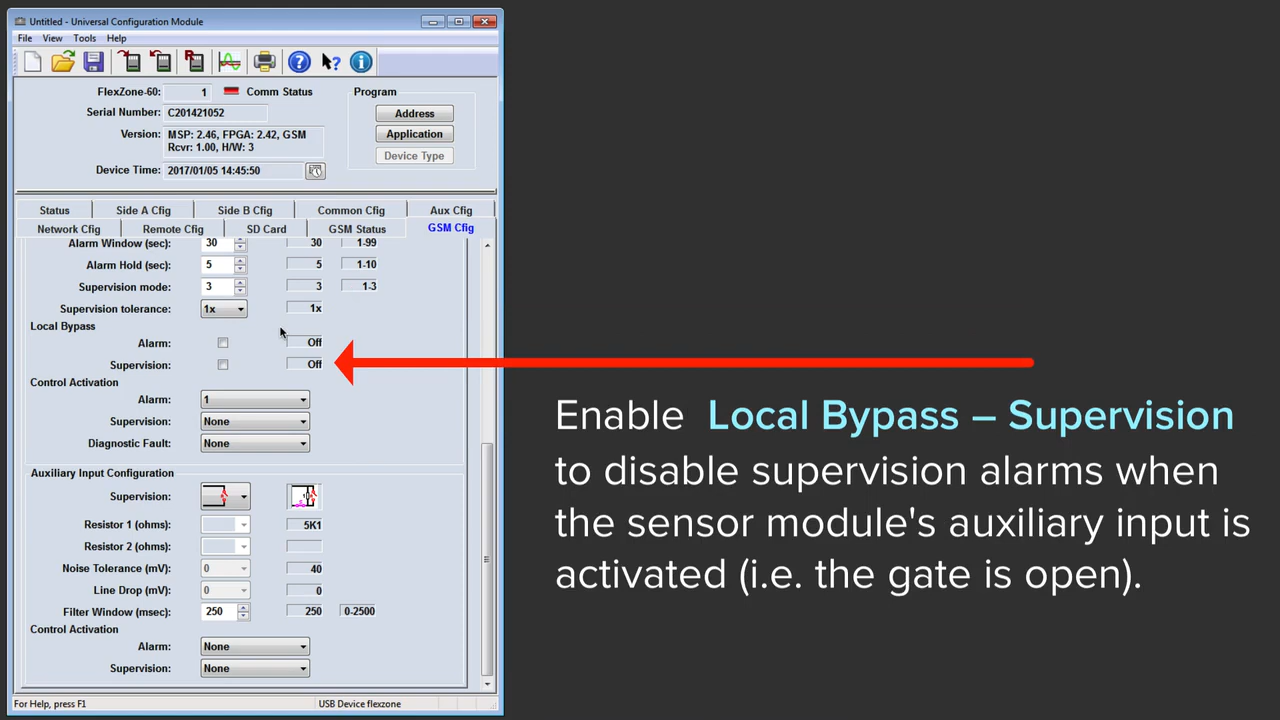 Untitled - Universal Configuration Module
File View Tools Help
FlexZone-60: 1 Comm Status Program
Serial Number: C201421052 Address
Version: MSP: 2.46, FPGA: 2.42, GSM Application
Rcvr: 1.00, H/W: 3 Device Type
Device Time: 2017/01/05 14:45:50
Status Side A Cfig Side B Cfig Common Cfig Aux Cfig
Network Cfig Remote Cfig SD Card GSM Status GSM Cfig
Alarm Window (sec): 30 30 1-99
Alarm Hold (sec): 5 5 1-10
Supervision mode: 3 3 1-3
Supervision tolerance: 1x 1x
Local Bypass
Alarm: Off
Supervision: Off
Control Activation
Alarm: 1
Supervision: None
Diagnostic Fault: None
Auxiliary Input Configuration
Supervision:
Resistor 1 (ohms): 5K1
Resistor 2 (ohms):
Noise Tolerance (mV): 0 40
Line Drop (mV): 0 0
Filter Window (msec): 250 250 0-2500
Control Activation
Alarm: None
Supervision: None
For Help, press F1 USB Device flexzone
Enable Local Bypass – Supervision
to disable supervision alarms when
the sensor module's auxiliary input is
activated (i.e. the gate is open).